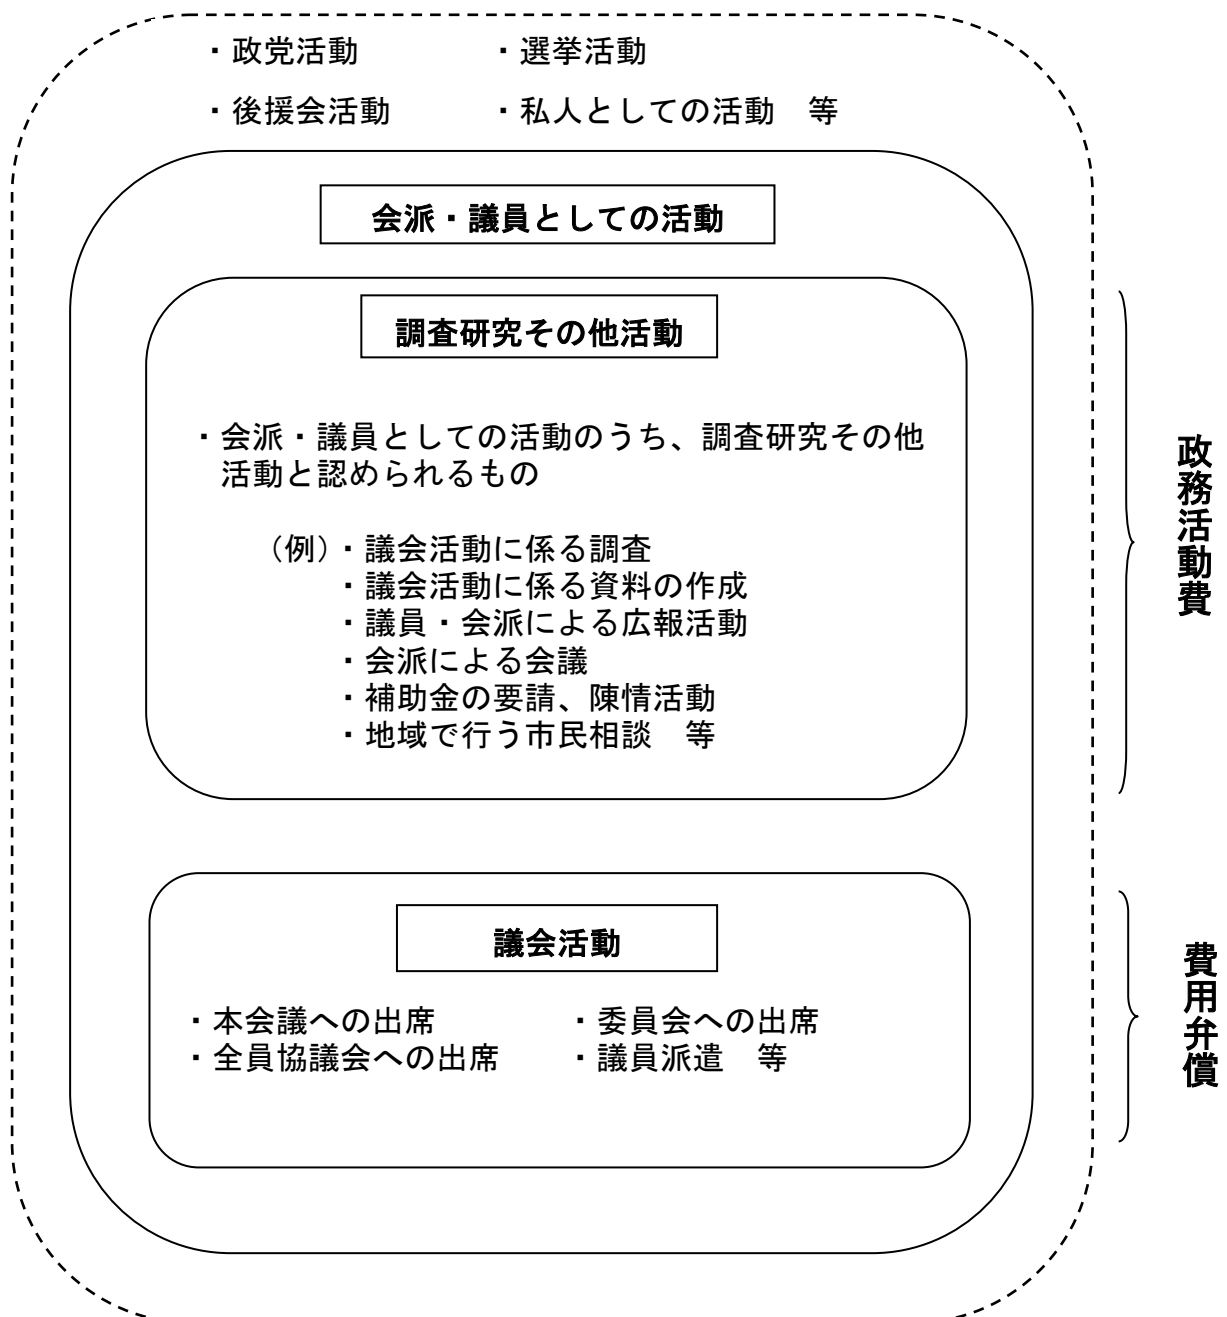 ・政党活動　　・選挙活動
・後援会活動　　・私人としての活動　等
会派・議員としての活動
調査研究その他活動
・会派・議員としての活動のうち、調査研究その他
活動と認められるもの
（例）・議会活動に係る調査
・議会活動に係る資料の作成
・議員・会派による広報活動
・会派による会議
・補助金の要請、陳情活動
・地域で行う市民相談　等
政務活動費
議会活動
・本会議への出席　　・委員会への出席
・全員協議会への出席　　・議員派遣　等
費用弁償